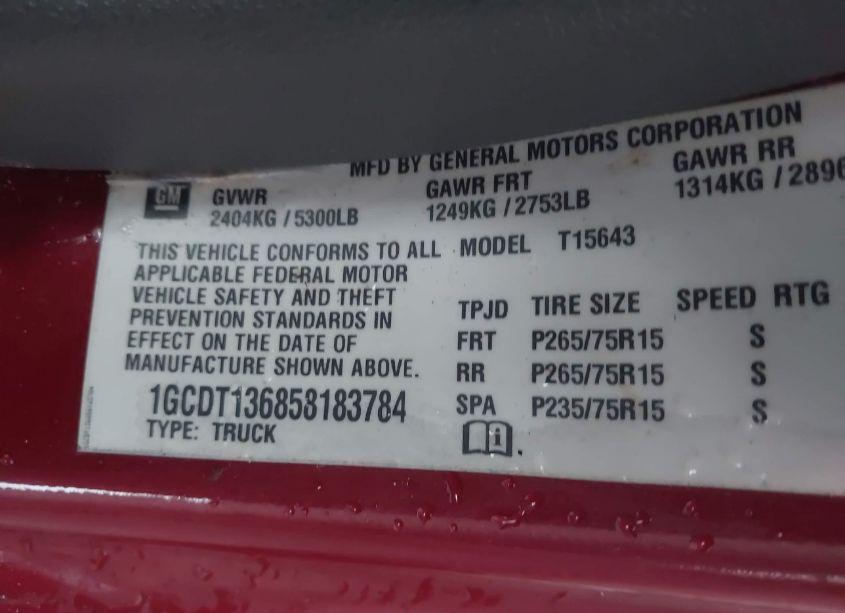 MFD BY GENERAL MOTORS CORPORATION
GM
GVWR GAWR FRT GAWR RR
2404KG / 5300LB 1249KG / 2753LB 1314KG / 2896
THIS VEHICLE CONFORMS TO ALL
APPLICABLE FEDERAL MOTOR
VEHICLE SAFETY AND THEFT
PREVENTION STANDARDS IN
EFFECT ON THE DATE OF
MANUFACTURE SHOWN ABOVE.
1GCDT136858183784
TYPE: TRUCK
MODEL T15643
TPJD TIRE SIZE SPEED RTG
FRT P265/75R15 S
RR P265/75R15 S
SPA P235/75R15 S